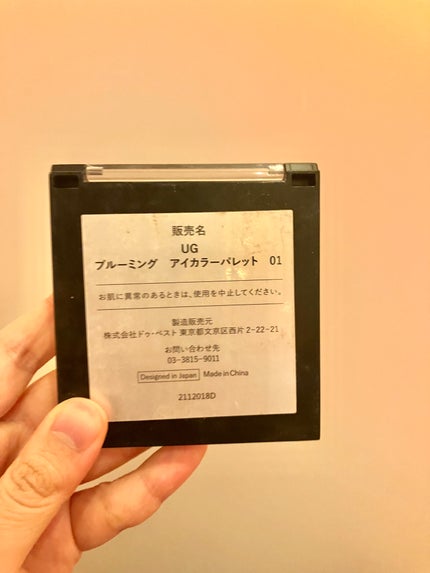 販売名
UG
ブルーミング アイカラーパレット 01
お肌に異常のあるときは、使用を中止してください。
製造販売元
株式会社ドゥ・ベスト 東京都文京区西片 2-22-21
お問い合わせ先
03-3815-9011
Designed in Japan Made in China
2112018D